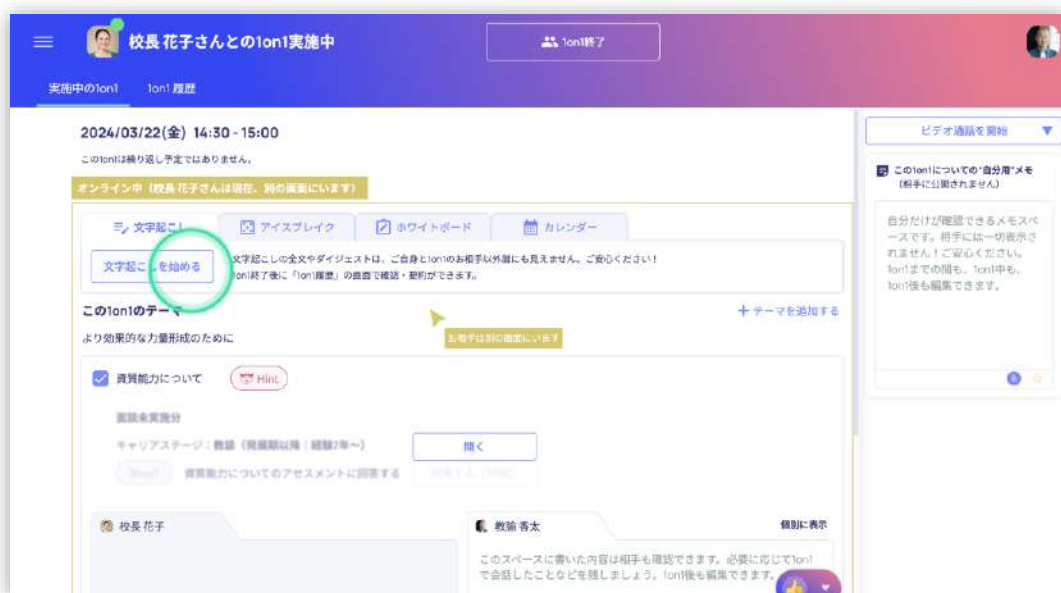 校長 花子さんとの1on1実施中
1on1終了
実施中の1on1
1on1 履歴
2024/03/22(金) 14:30 - 15:00
この1on1は繰り返し予定ではありません。
オンライン中（校長 花子さんは現在、別の画面にいます）
文字起こし
アイスブレイク
ホワイトボード
カレンダー
文字起こしを始める
文字起こしの全文やダイジェストは、ご自身と1on1のお相手以外誰にも見えません。ご安心ください！
1on1終了後に「1on1履歴」の画面で確認・要約ができます。
この1on1のテーマ
テーマを追加する
より効果的な力量形成のために
お相手は別の画面にいます
資質能力について
Hint
面談未実施分
キャリアステージ：教諭（発展期以降｜経験7年～）
開く
資質能力についてのアセスメントに回答する
校長 花子
教諭 香太
個別に表示
このスペースに書いた内容は相手も確認できます。必要に応じて1on1
で会話したことなどを残しましょう。1on1後も編集できます。
ビデオ通話を開始
この1on1についての"自分用"メモ
（相手に公開されません）
自分だけが確認できるメモスペ
ースです。相手には一切表示さ
れません！ご安心ください。
1on1までの間も、1on1中も、
1on1後も編集できます。